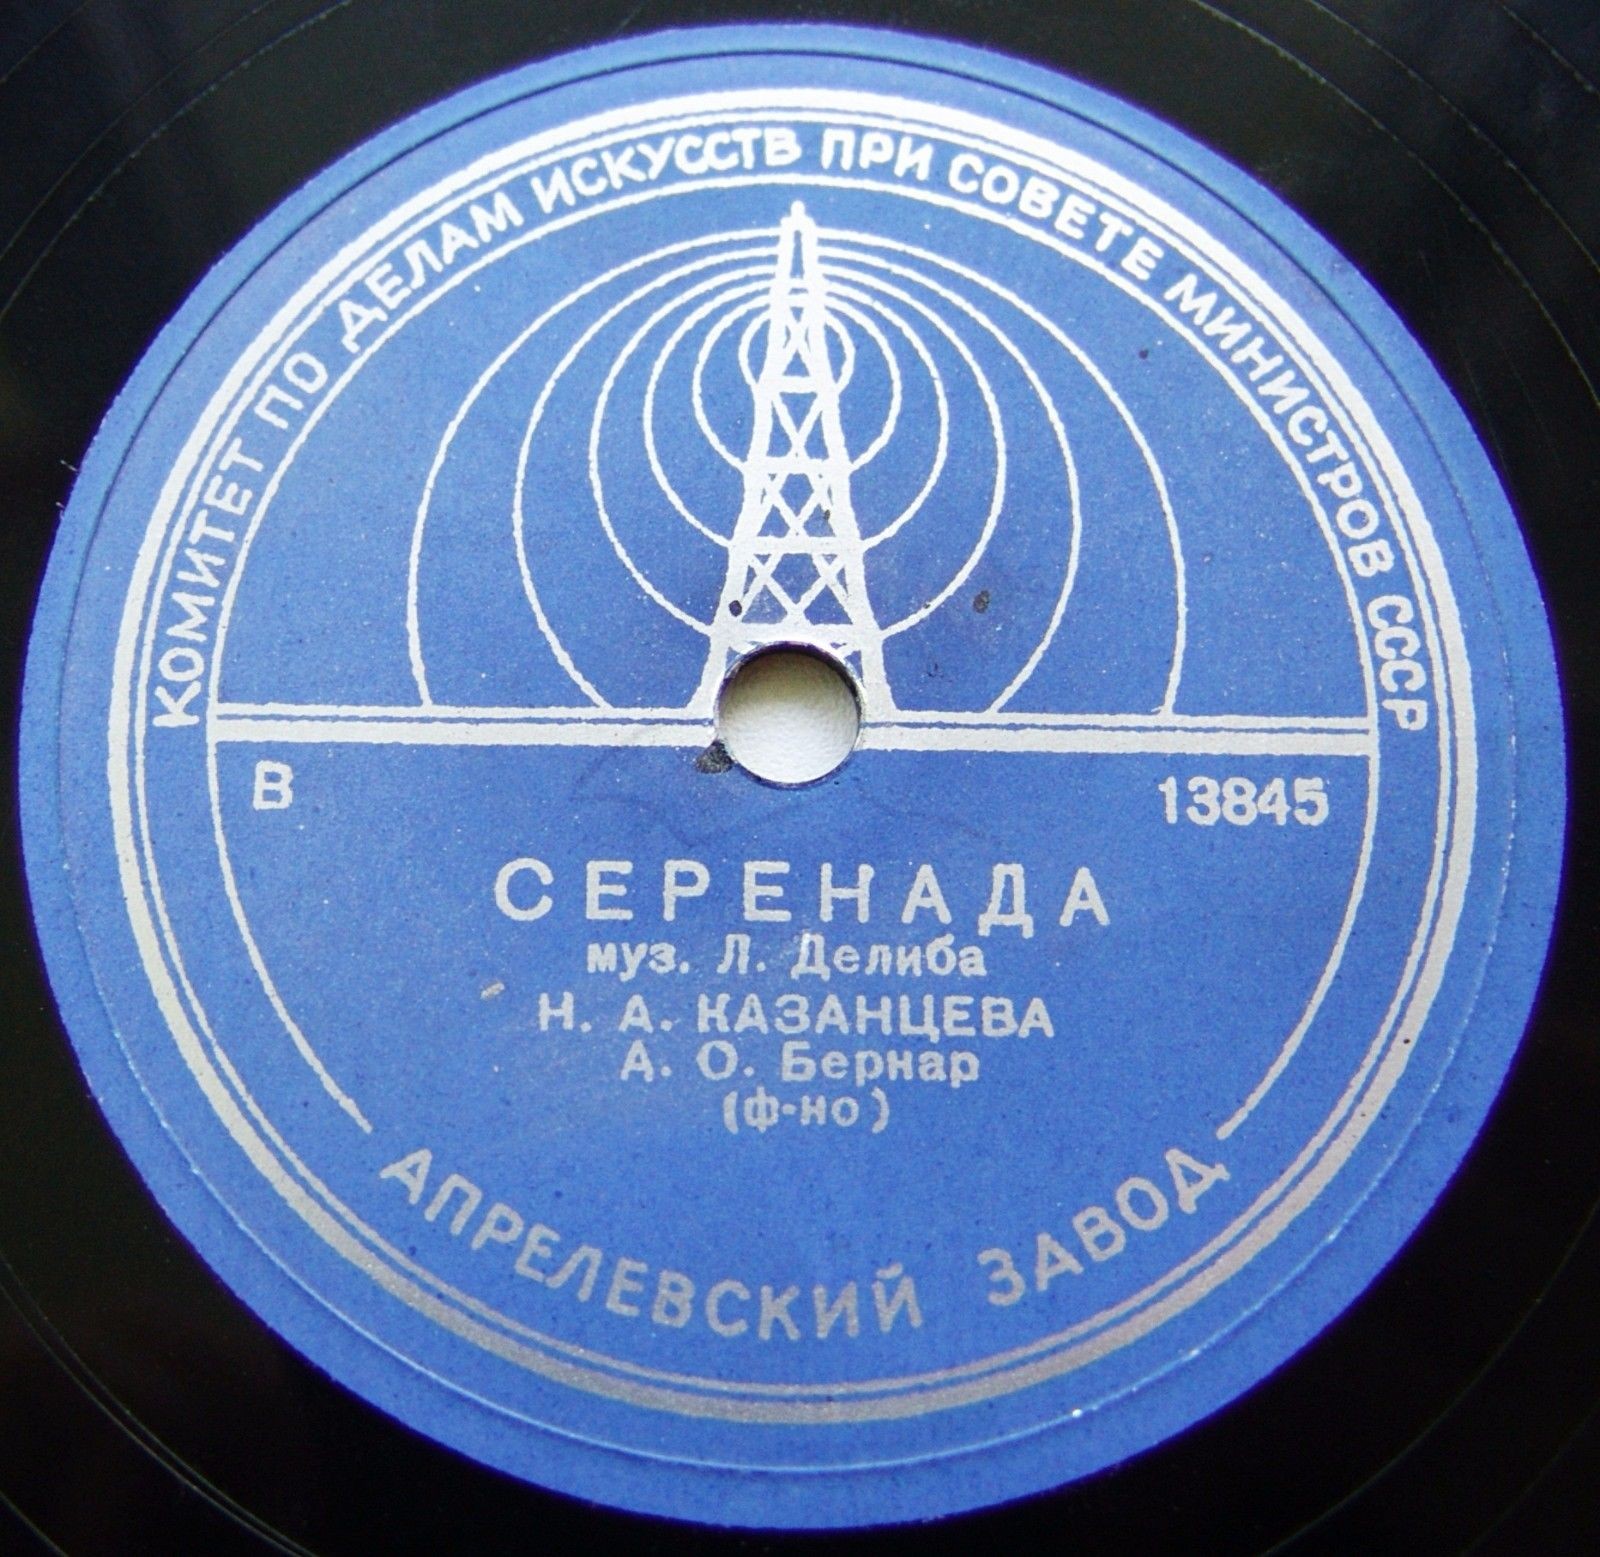 КОМИТЕТ ПО ДЕЛАМ ИСКУССТВ ПРИ СОВЕТЕ МИНИСТРОВ СССР
В 13845
СЕРЕНАДА
муз. Л. Делиба
Н. А. КАЗАНЦЕВА
А. О. Бернар
(ф-но)
АПРЕЛЕВСКИЙ ЗАВОД